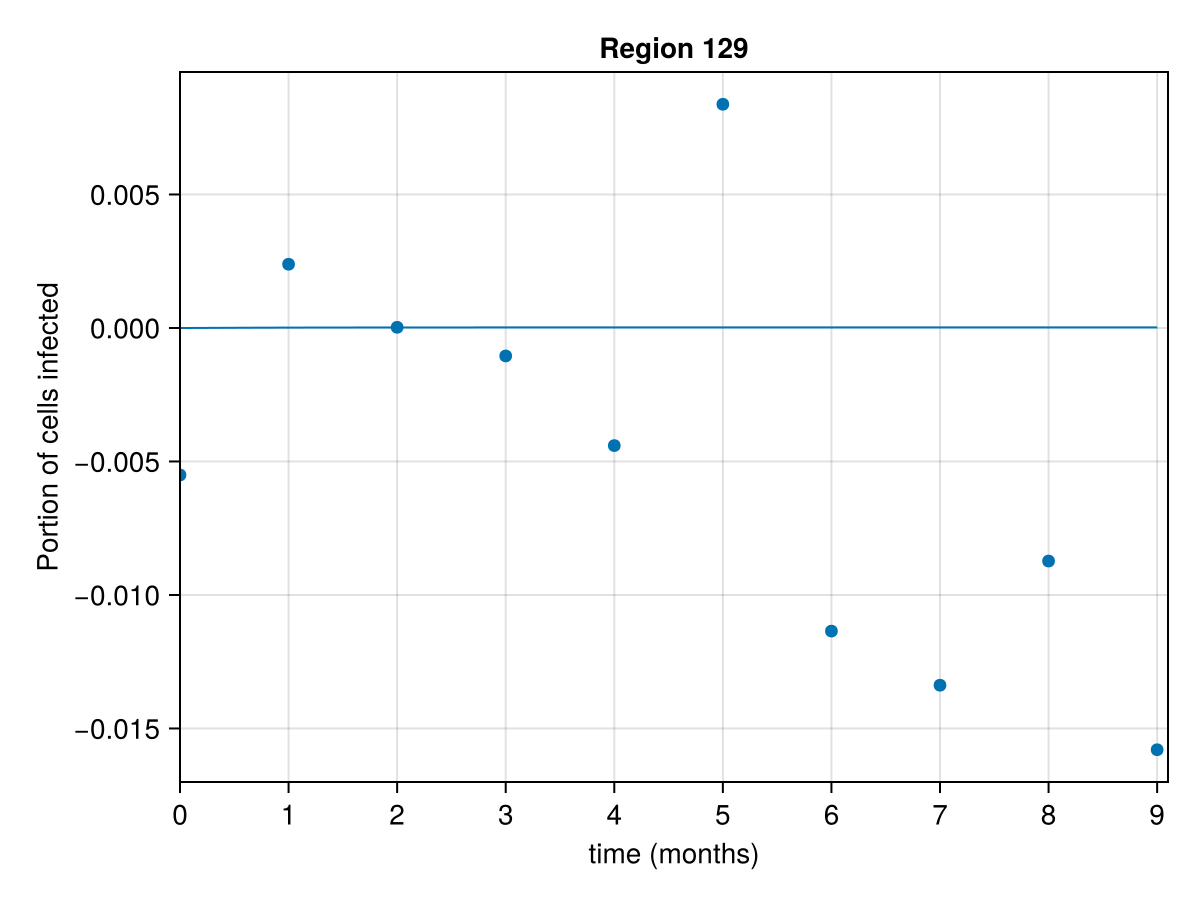 Region 129
Portion of cells infected
0.005
0.000
−0.005
−0.010
−0.015
0 1 2 3 4 5 6 7 8 9
time (months)